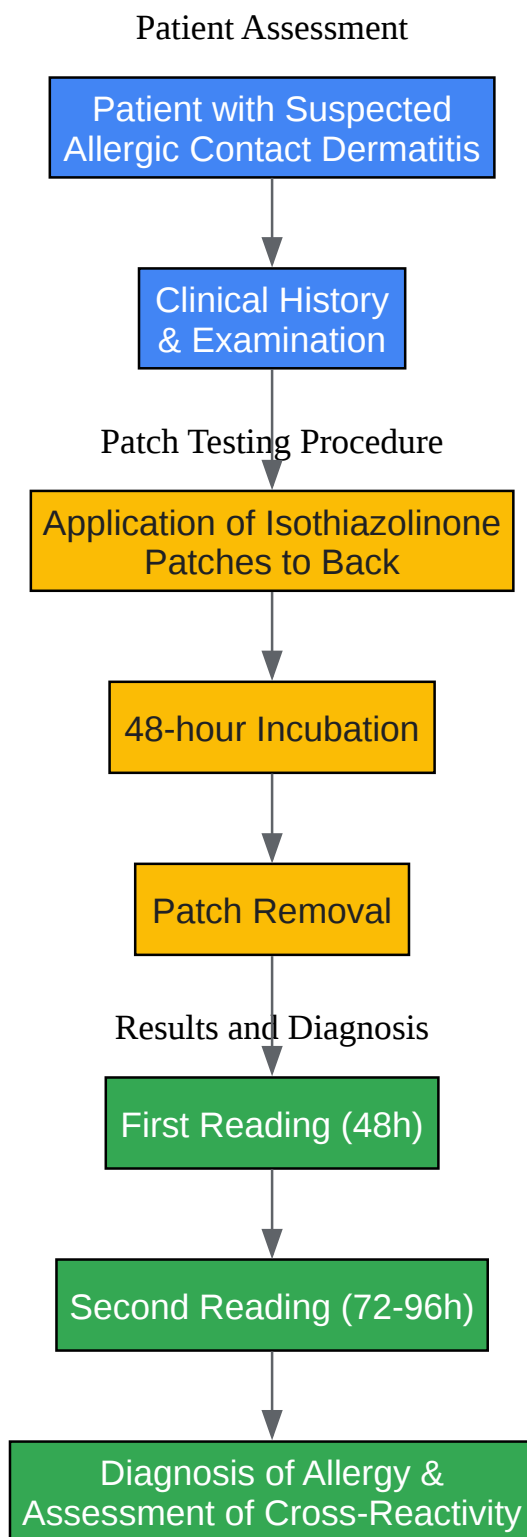 Patient Assessment
Patient with Suspected
Allergic Contact Dermatitis
Clinical History
& Examination
Patch Testing Procedure
Application of Isothiazolinone
Patches to Back
48-hour Incubation
Patch Removal
Results and Diagnosis
First Reading (48h)
Second Reading (72-96h)
Diagnosis of Allergy &
Assessment of Cross-Reactivity